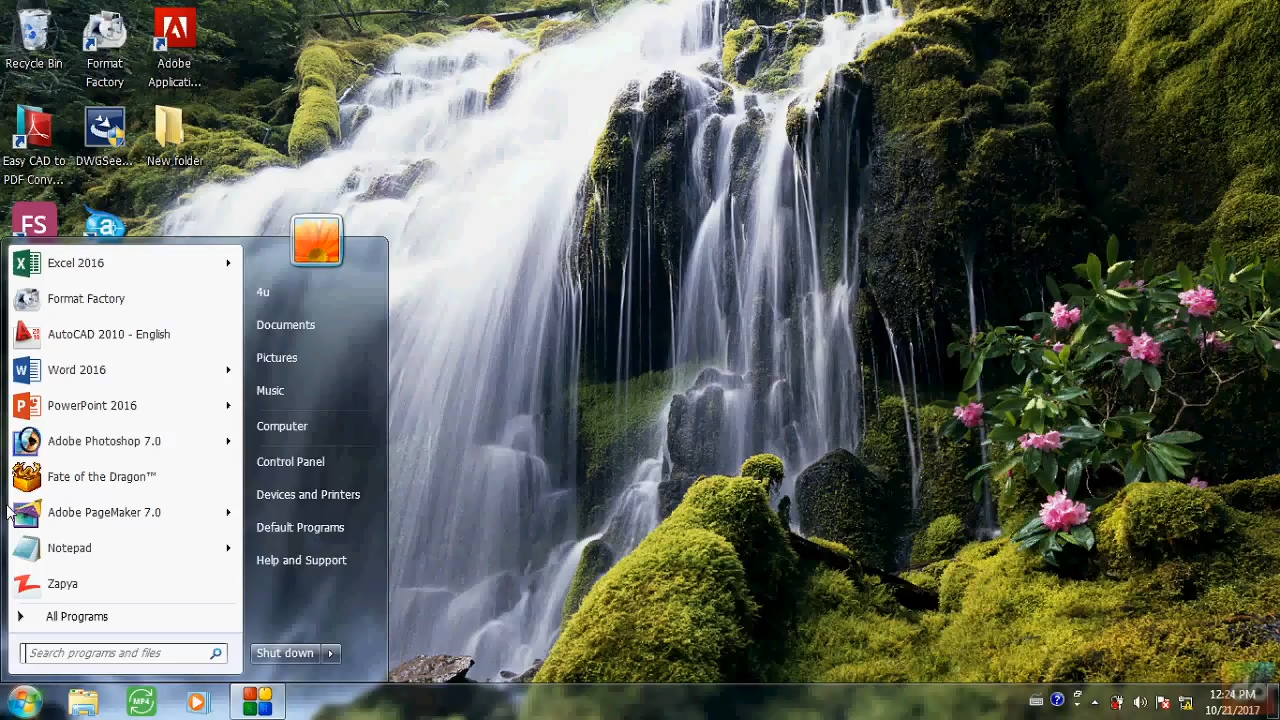 Recycle Bin
Format
Factory
Adobe
Applicati...
Easy CAD to
PDF Conv...
DWGSee...
New folder
FS
a
Excel 2016
Format Factory
AutoCAD 2010 - English
Word 2016
PowerPoint 2016
Adobe Photoshop 7.0
Fate of the Dragon™
Adobe PageMaker 7.0
Notepad
Zapya
All Programs
Search programs and files
4u
Documents
Pictures
Music
Computer
Control Panel
Devices and Printers
Default Programs
Help and Support
Shut down
MP4
12:24 PM
10/21/2017